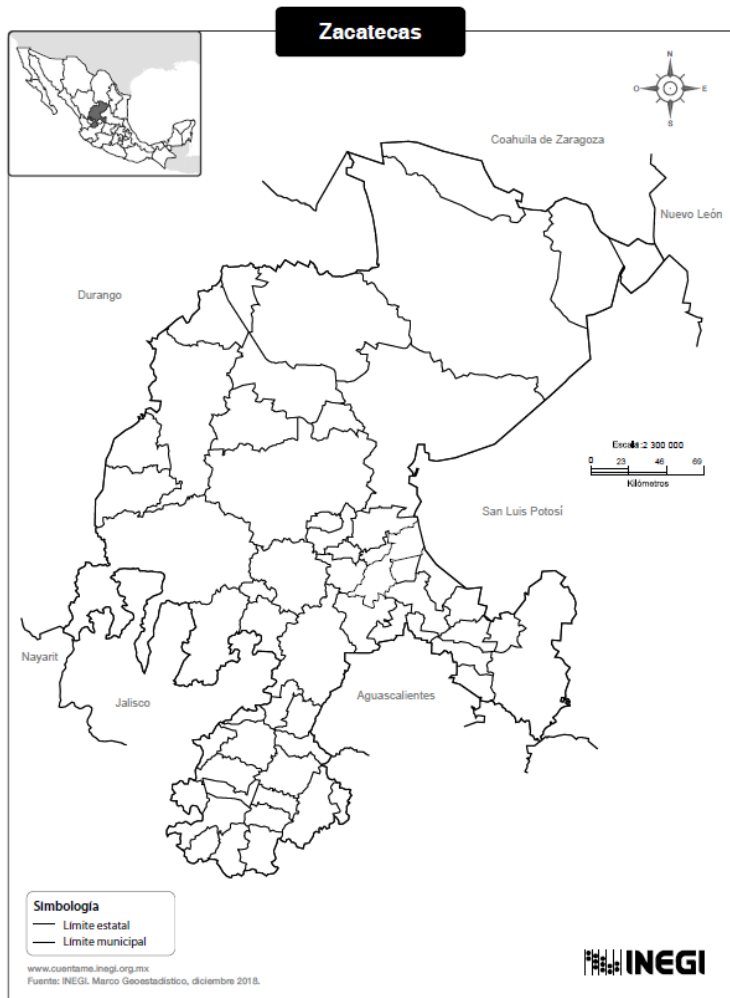 Zacatecas
N
O
E
S
Coahuila de Zaragoza
Nuevo León
Durango
Escala:2 300 000
0 23 46 69
Kilómetros
San Luis Potosí
Nayarit
Jalisco
Aguascalientes
Simbología
Límite estatal
Límite municipal
www.cuentame.inegi.org.mx
Fuente: INEGI. Marco Geoestadístico, diciembre 2018.
INEGI